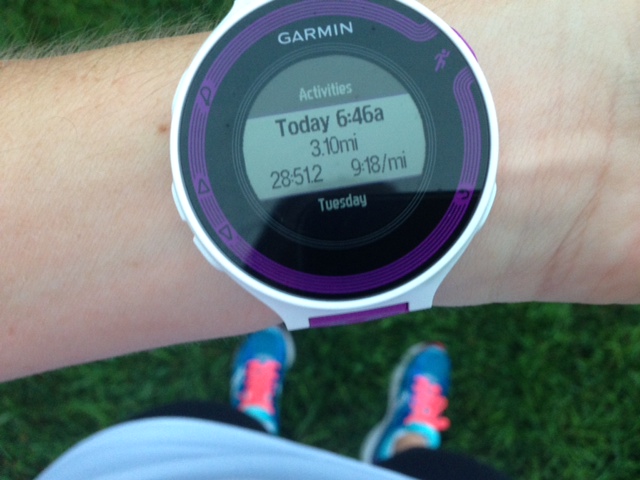 GARMIN
Activities
Today 6:46a
3.10mi
28:51.2 9:18/mi
Tuesday